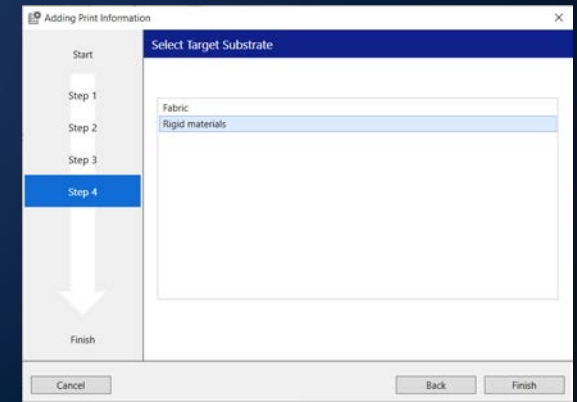 Adding Print Information
Start
Step 1
Step 2
Step 3
Step 4
Finish
Select Target Substrate
Fabric
Rigid materials
Cancel
Back
Finish